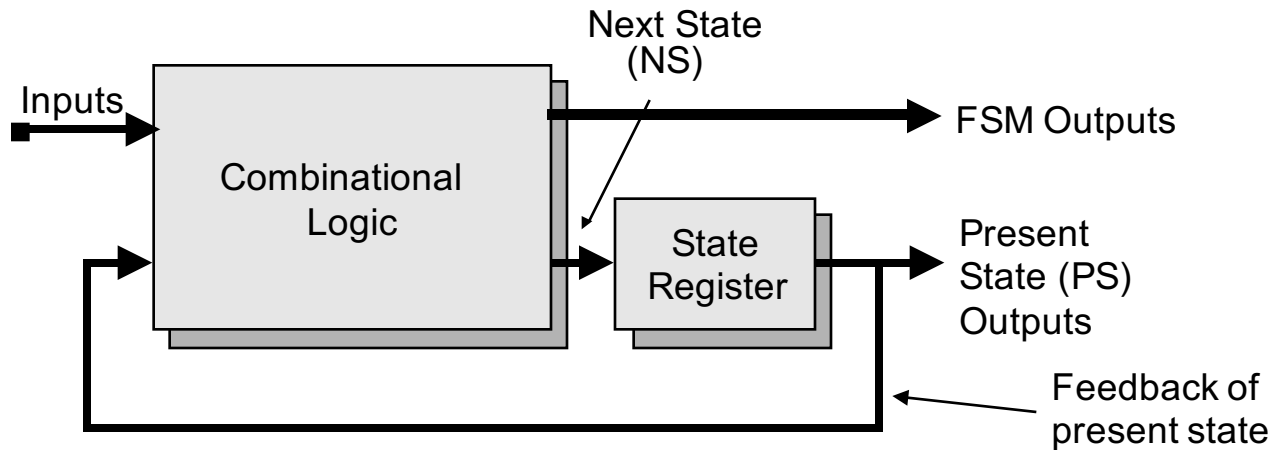 Next State
(NS)
Inputs
FSM Outputs
Combinational
Logic
State
Register
Present
State (PS)
Outputs
Feedback of
present state